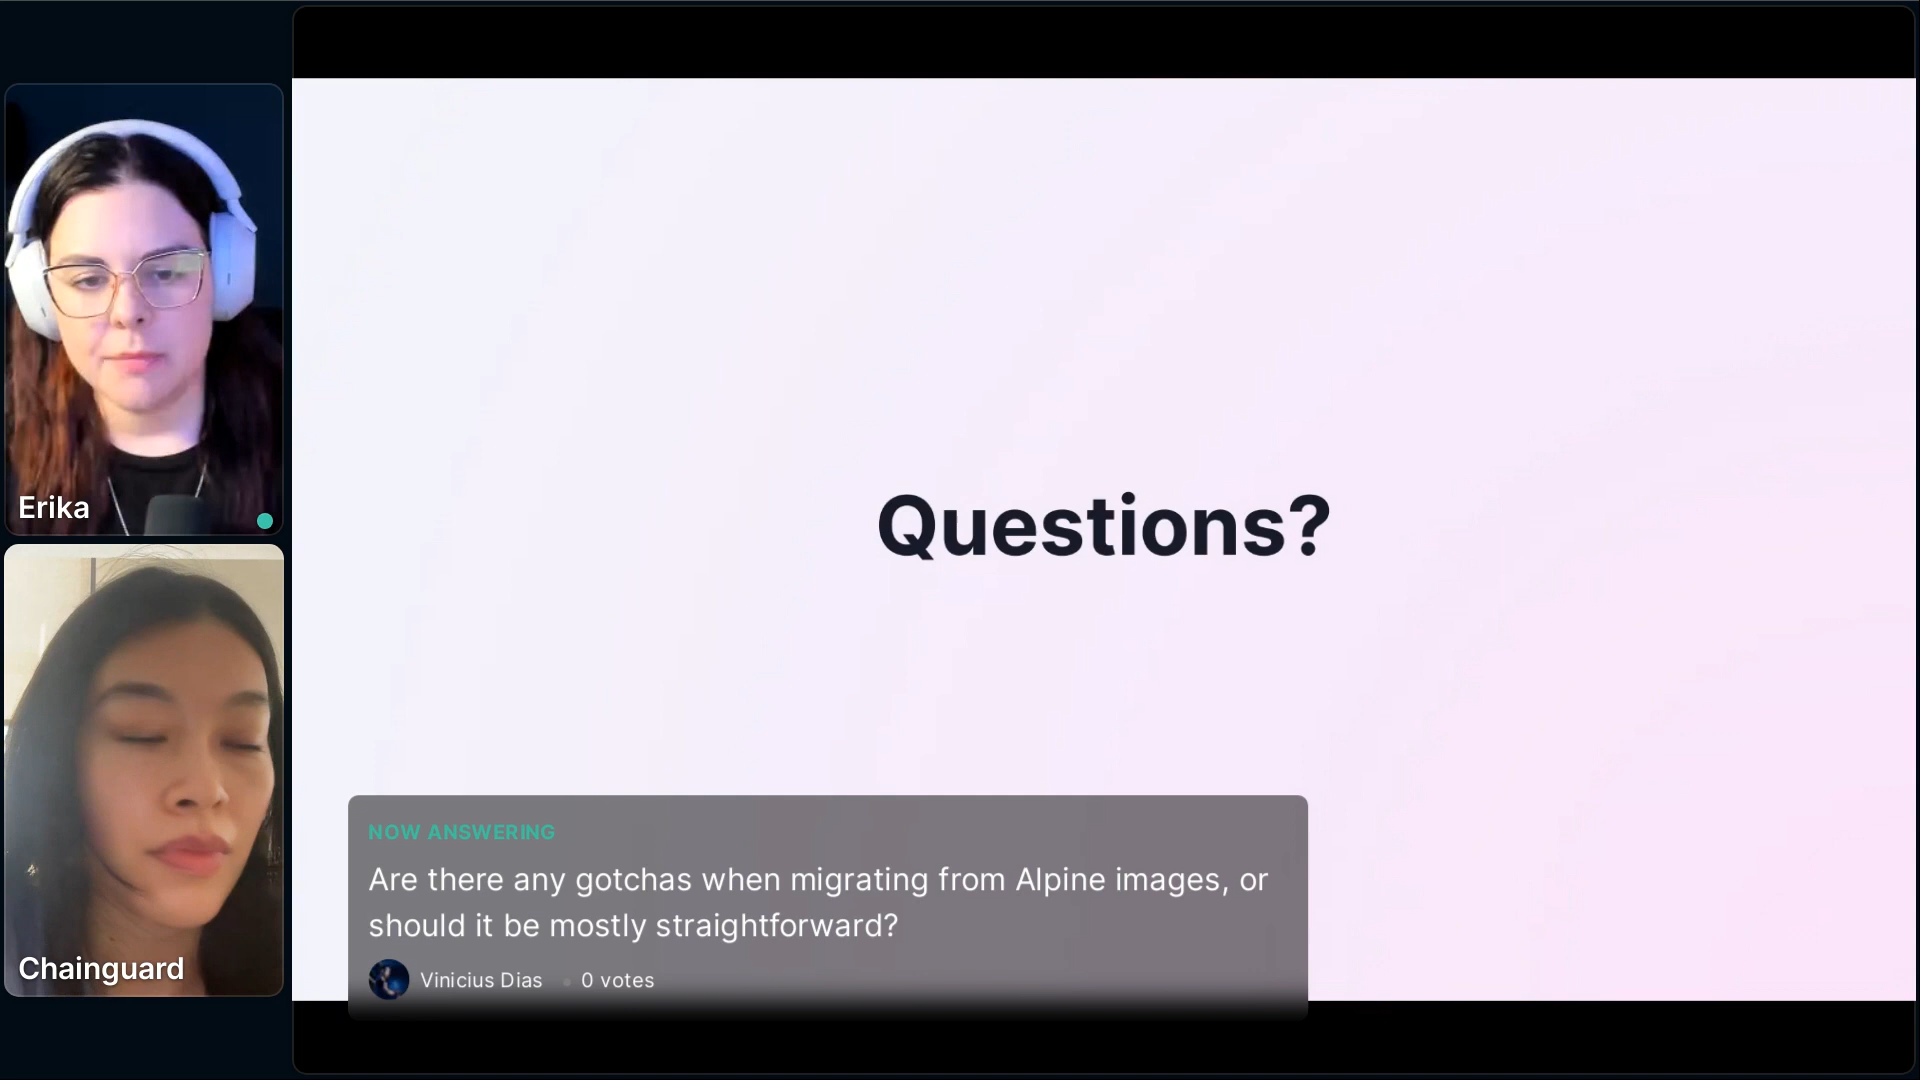 Erika
Chainguard
Questions?
NOW ANSWERING
Are there any gotchas when migrating from Alpine images, or
should it be mostly straightforward?
Vinicius Dias 0 votes